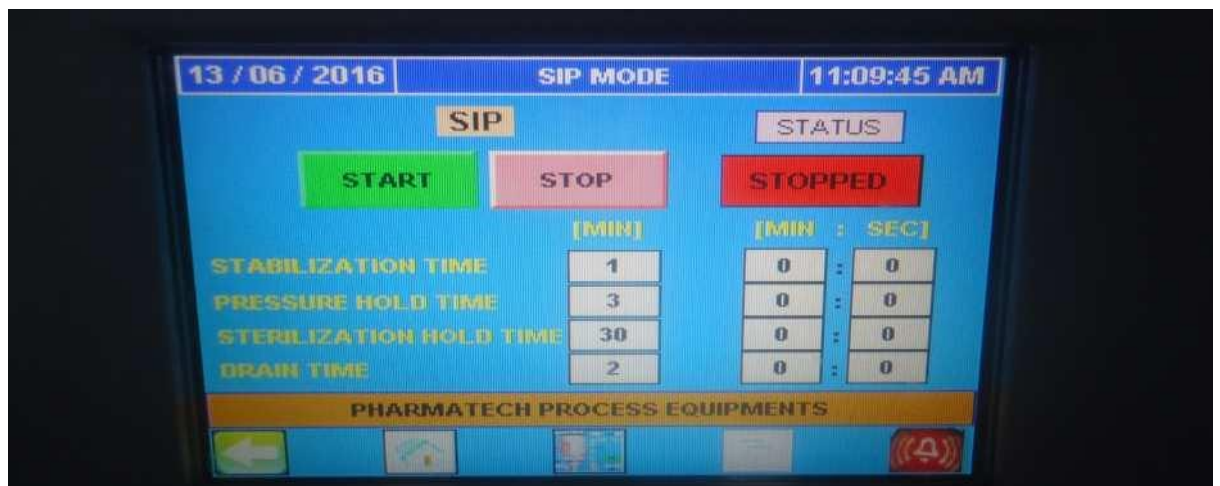 13 / 06 / 2016 SIP MODE 11:09:45 AM
SIP STATUS
START STOP STOPPED
[MIN] [MIN : SEC]
STABILIZATION TIME 1 0 : 0
PRESSURE HOLD TIME 3 0 : 0
STERILIZATION HOLD TIME 30 0 : 0
DRAIN TIME 2 0 : 0
PHARMATECH PROCESS EQUIPMENTS